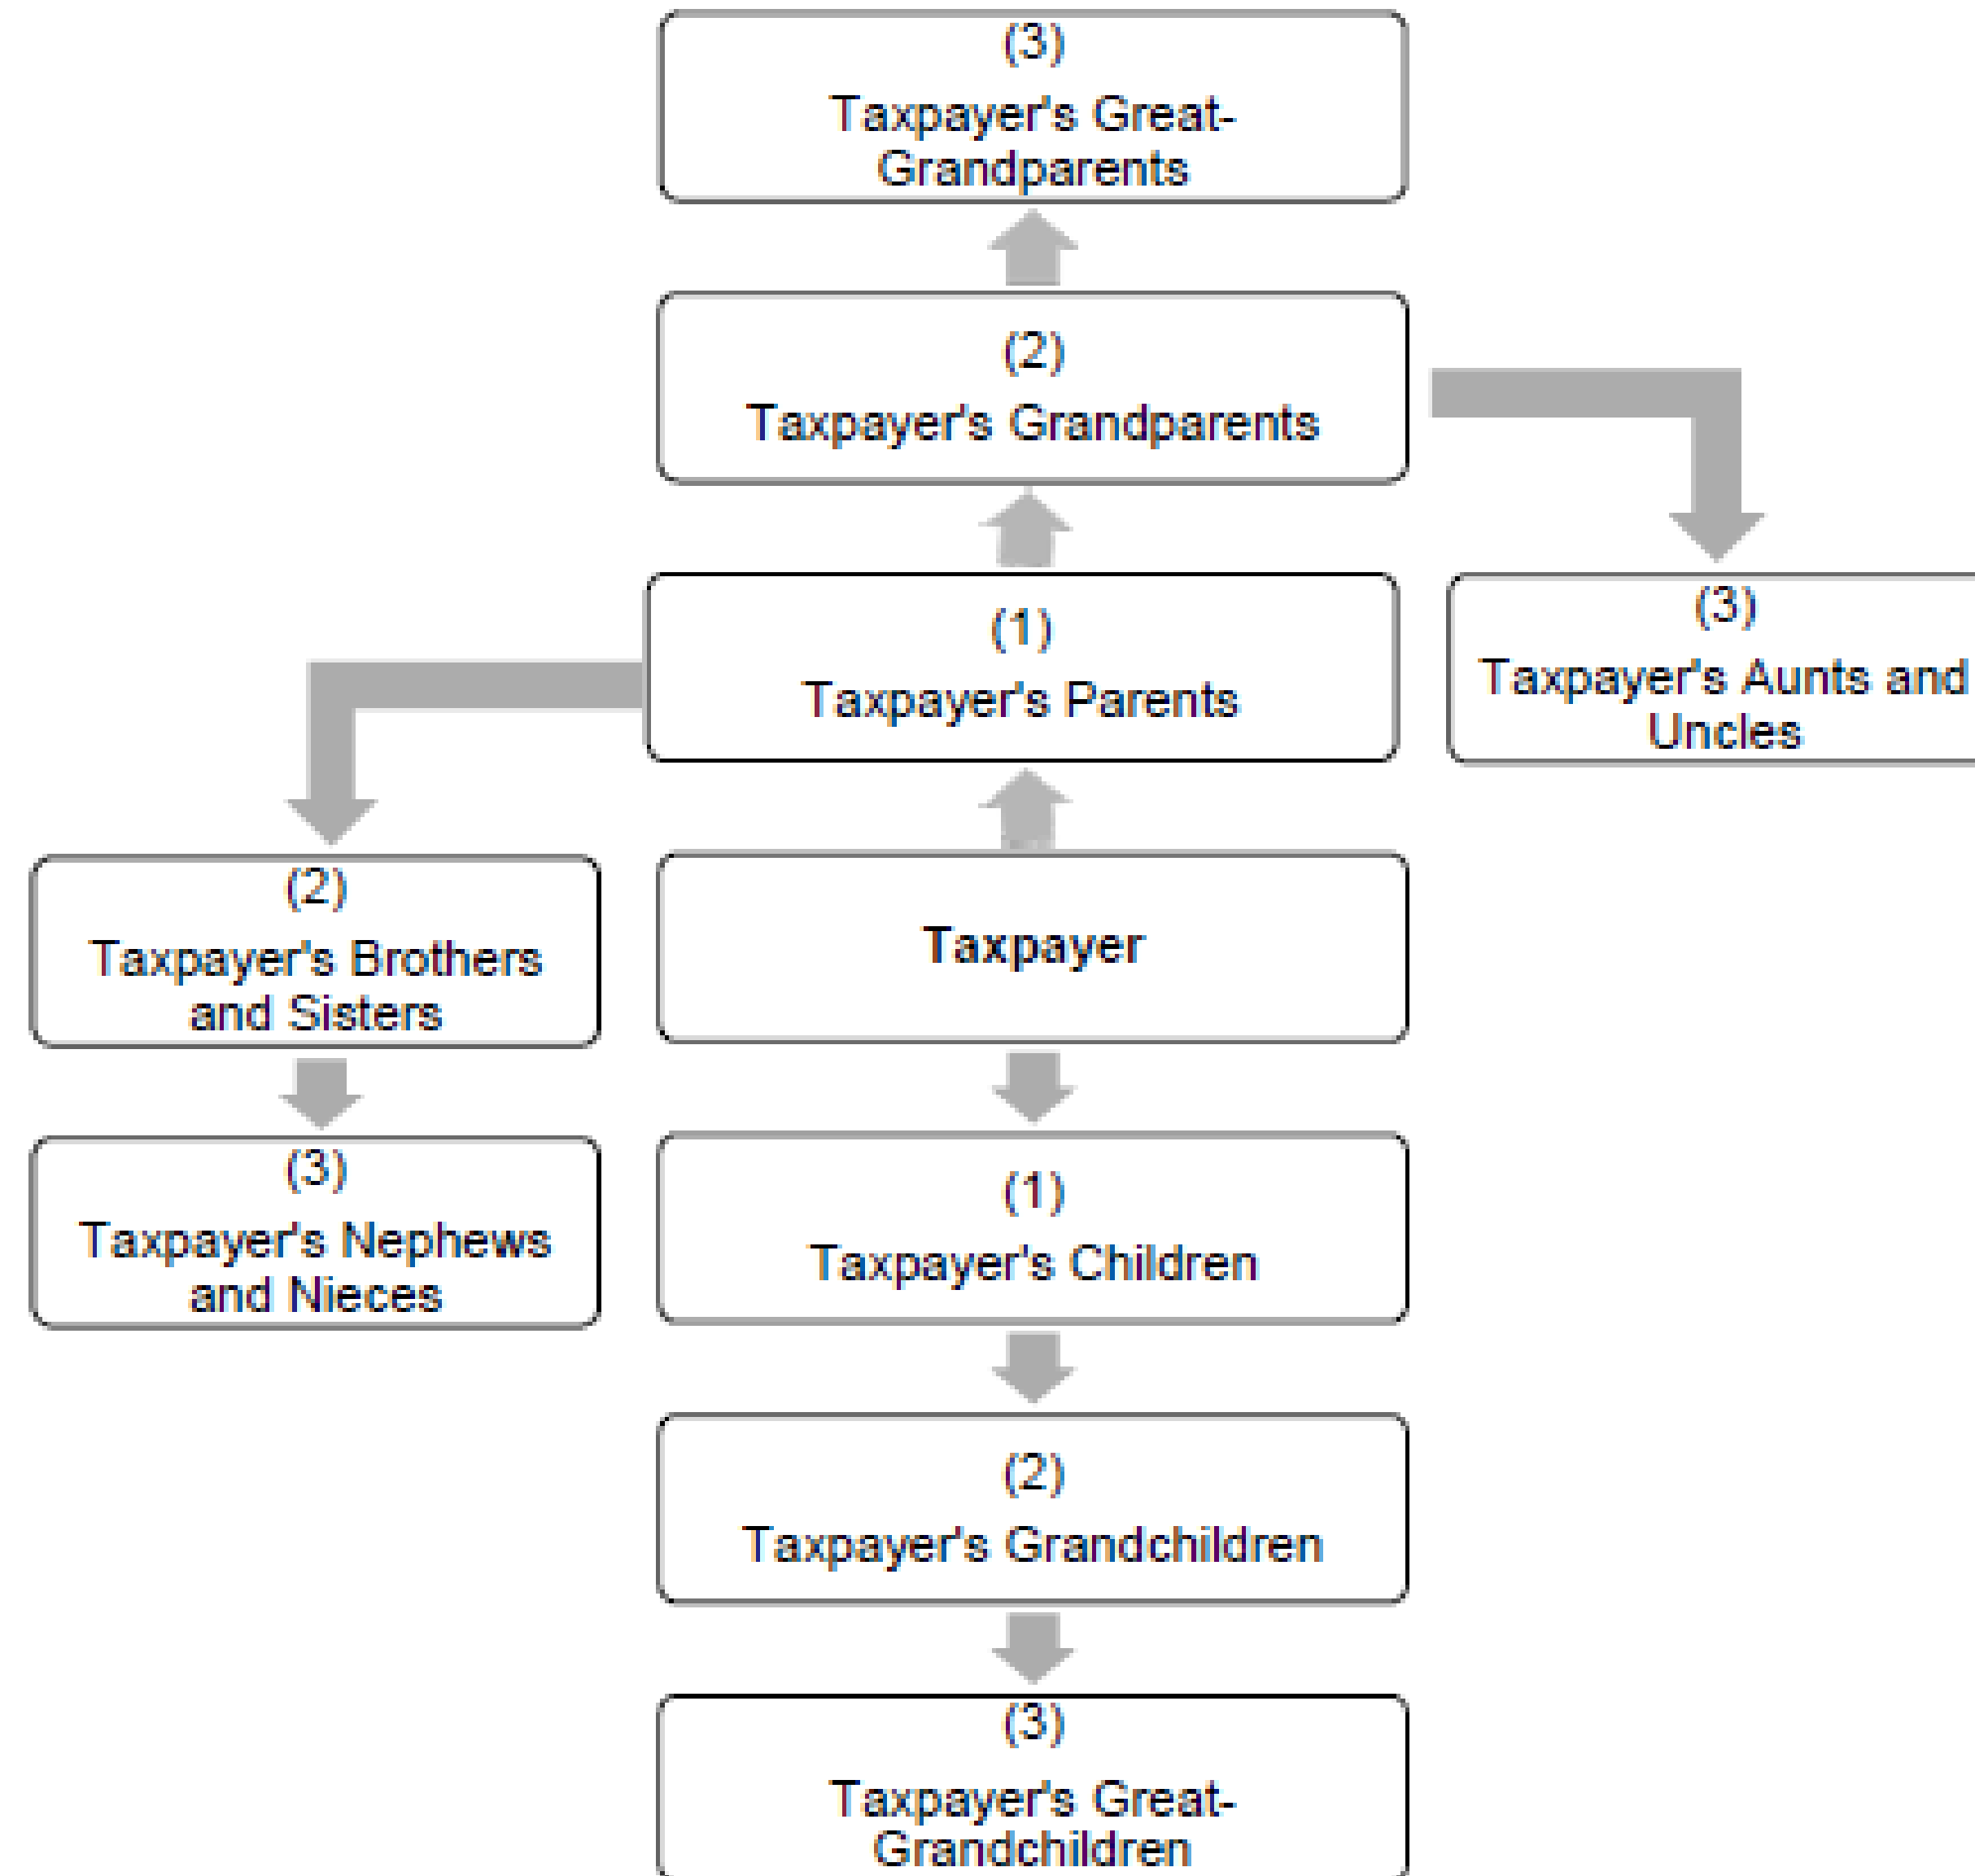 (3)
Taxpayer's Great-
Grandparents
(2)
Taxpayer's Grandparents
(1)
Taxpayer's Parents
(3)
Taxpayer's Aunts and
Uncles
(2)
Taxpayer's Brothers
and Sisters
Taxpayer
(3)
Taxpayer's Nephews
and Nieces
(1)
Taxpayer's Children
(2)
Taxpayer's Grandchildren
(3)
Taxpayer's Great-
Grandchildren